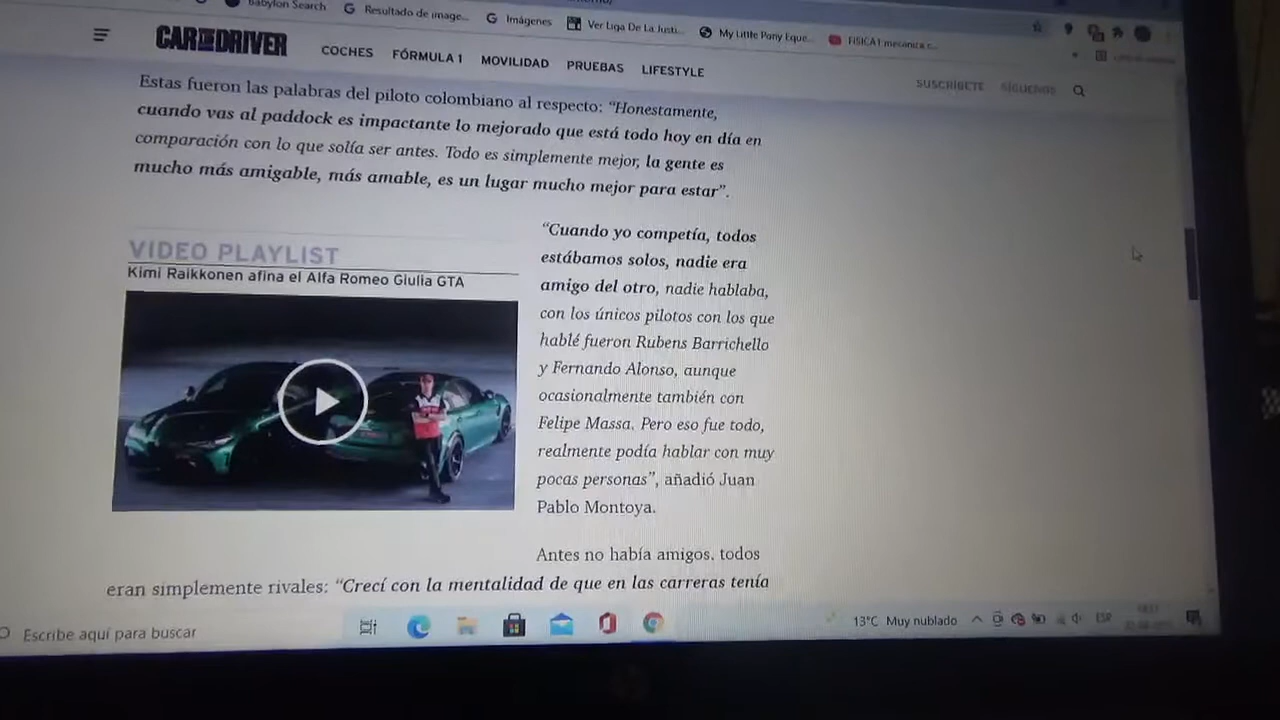 Babylon Search
Resultado de image...
Imágenes
Ver Liga De La Justi...
My Little Pony Eque...
FISICA1 mecánica c...
CAR AND DRIVER
COCHES
FÓRMULA 1
MOVILIDAD
PRUEBAS
LIFESTYLE
SUSCRÍBETE
SÍGUENOS
Estas fueron las palabras del piloto colombiano al respecto: “Honestamente,
cuando vas al paddock es impactante lo mejorado que está todo hoy en día en
comparación con lo que solía ser antes. Todo es simplemente mejor, la gente es
mucho más amigable, más amable, es un lugar mucho mejor para estar”.
VIDEO PLAYLIST
Kimi Raikkonen afina el Alfa Romeo Giulia GTA
“Cuando yo competía, todos
estábamos solos, nadie era
amigo del otro, nadie hablaba,
con los únicos pilotos con los que
hablé fueron Rubens Barrichello
y Fernando Alonso, aunque
ocasionalmente también con
Felipe Massa. Pero eso fue todo,
realmente podía hablar con muy
pocas personas”, añadió Juan
Pablo Montoya.
Antes no había amigos, todos
eran simplemente rivales: “Crecí con la mentalidad de que en las carreras tenía
Escribe aquí para buscar
13°C Muy nublado
ESP